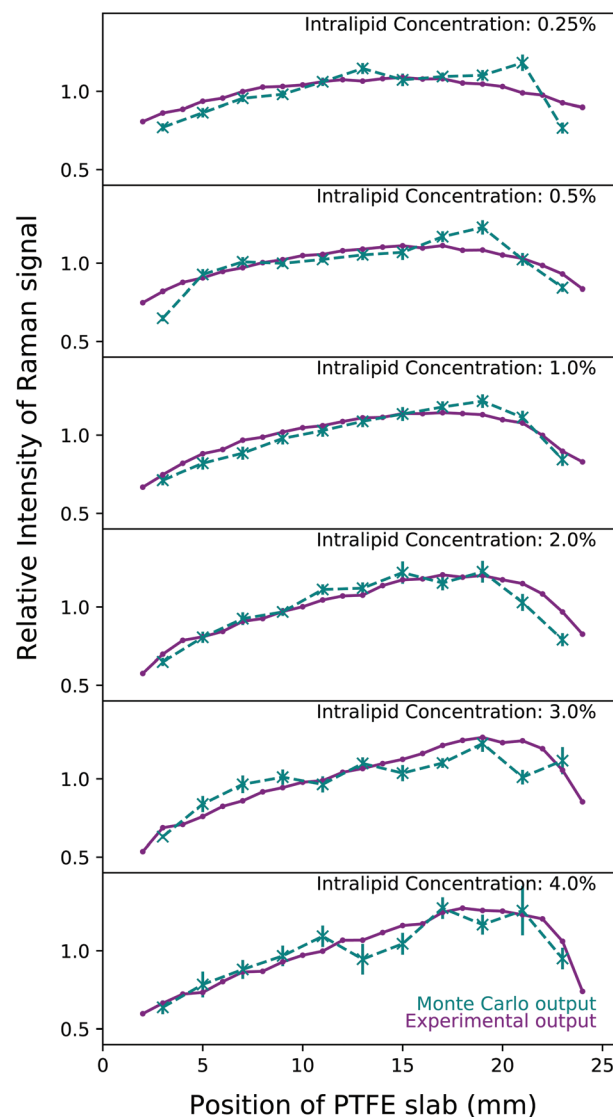 Intralipid Concentration: 0.25%
1.0
0.5
Intralipid Concentration: 0.5%
1.0
0.5
Intralipid Concentration: 1.0%
1.0
0.5
Intralipid Concentration: 2.0%
1.0
0.5
Intralipid Concentration: 3.0%
1.0
0.5
Intralipid Concentration: 4.0%
1.0
0.5
Monte Carlo output
Experimental output
0 5 10 15 20 25
Position of PTFE slab (mm)
Relative Intensity of Raman signal